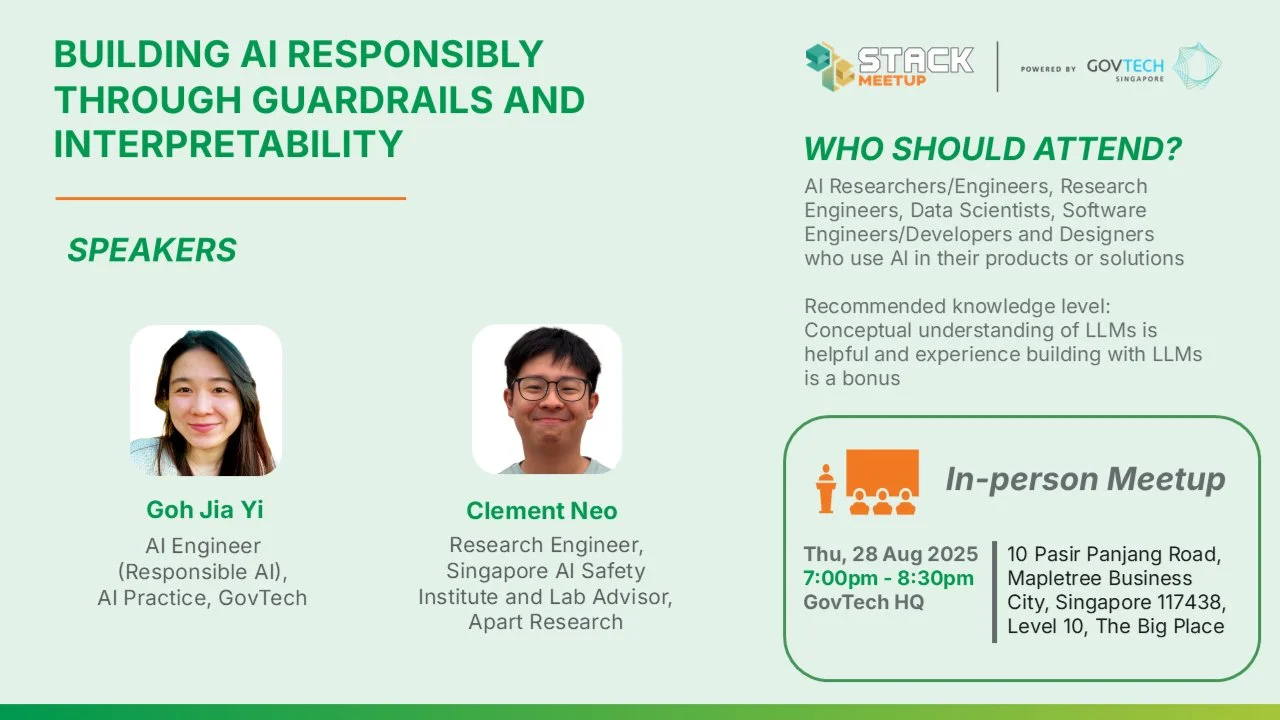 BUILDING AI RESPONSIBLY
THROUGH GUARDRAILS AND
INTERPRETABILITY
SPEAKERS
Goh Jia Yi
AI Engineer
(Responsible AI),
AI Practice, GovTech
Clement Neo
Research Engineer,
Singapore AI Safety
Institute and Lab Advisor,
Apart Research
STACK
MEETUP
POWERED BY
GOVTECH
SINGAPORE
WHO SHOULD ATTEND?
AI Researchers/Engineers, Research
Engineers, Data Scientists, Software
Engineers/Developers and Designers
who use AI in their products or solutions
Recommended knowledge level:
Conceptual understanding of LLMs is
helpful and experience building with LLMs
is a bonus
In-person Meetup
Thu, 28 Aug 2025
7:00pm - 8:30pm
GovTech HQ
10 Pasir Panjang Road,
Mapletree Business
City, Singapore 117438,
Level 10, The Big Place